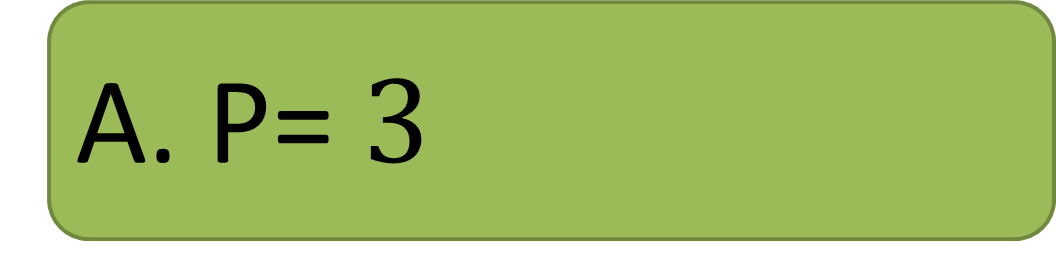 A. P= 3